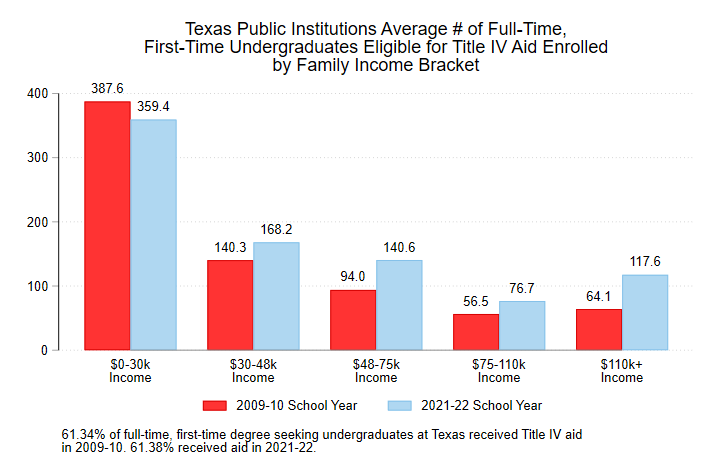 Texas Public Institutions Average # of Full-Time,
First-Time Undergraduates Eligible for Title IV Aid Enrolled
by Family Income Bracket
400
300
200
100
0
387.6
359.4
140.3
168.2
94.0
140.6
56.5
76.7
64.1
117.6
$0-30k
Income
$30-48k
Income
$48-75k
Income
$75-110k
Income
$110k+
Income
2009-10 School Year
2021-22 School Year
61.34% of full-time, first-time degree seeking undergraduates at Texas received Title IV aid
in 2009-10. 61.38% received aid in 2021-22.